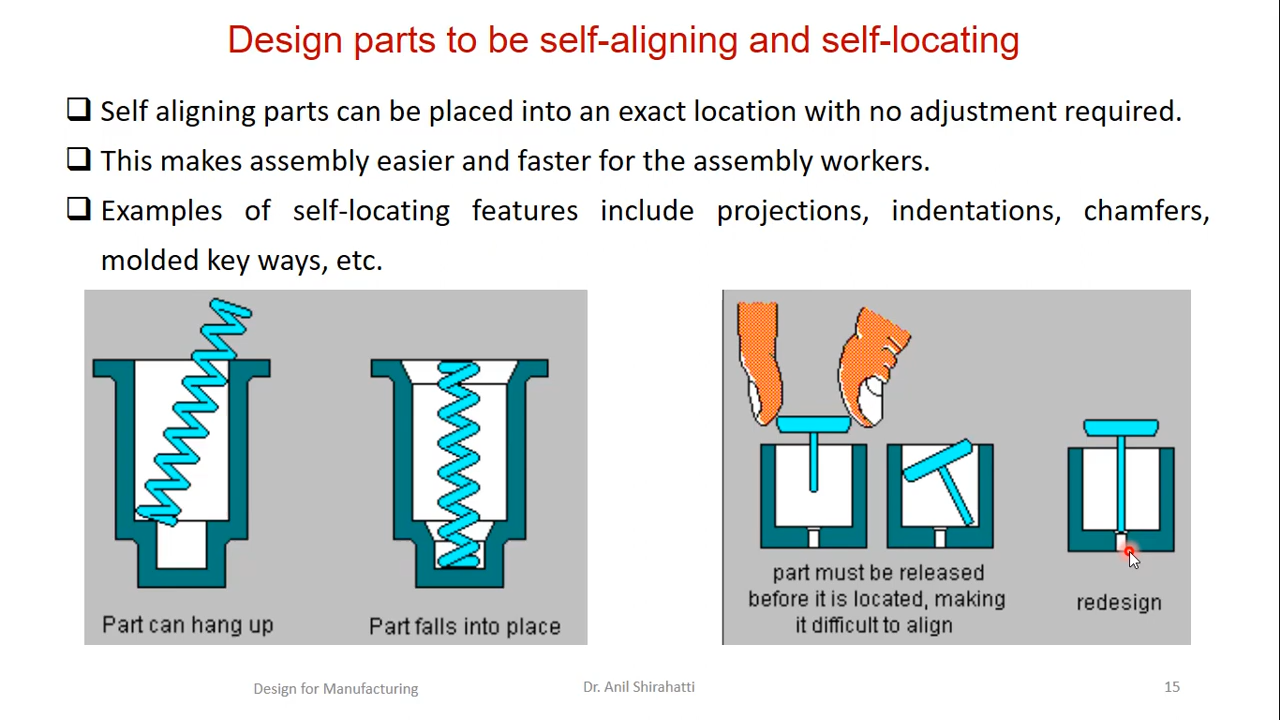 Design parts to be self-aligning and self-locating
Self aligning parts can be placed into an exact location with no adjustment required.
This makes assembly easier and faster for the assembly workers.
Examples of self-locating features include projections, indentations, chamfers,
molded key ways, etc.
Part can hang up
Part falls into place
part must be released
before it is located, making
it difficult to align
redesign
Design for Manufacturing
Dr. Anil Shirahatti
15